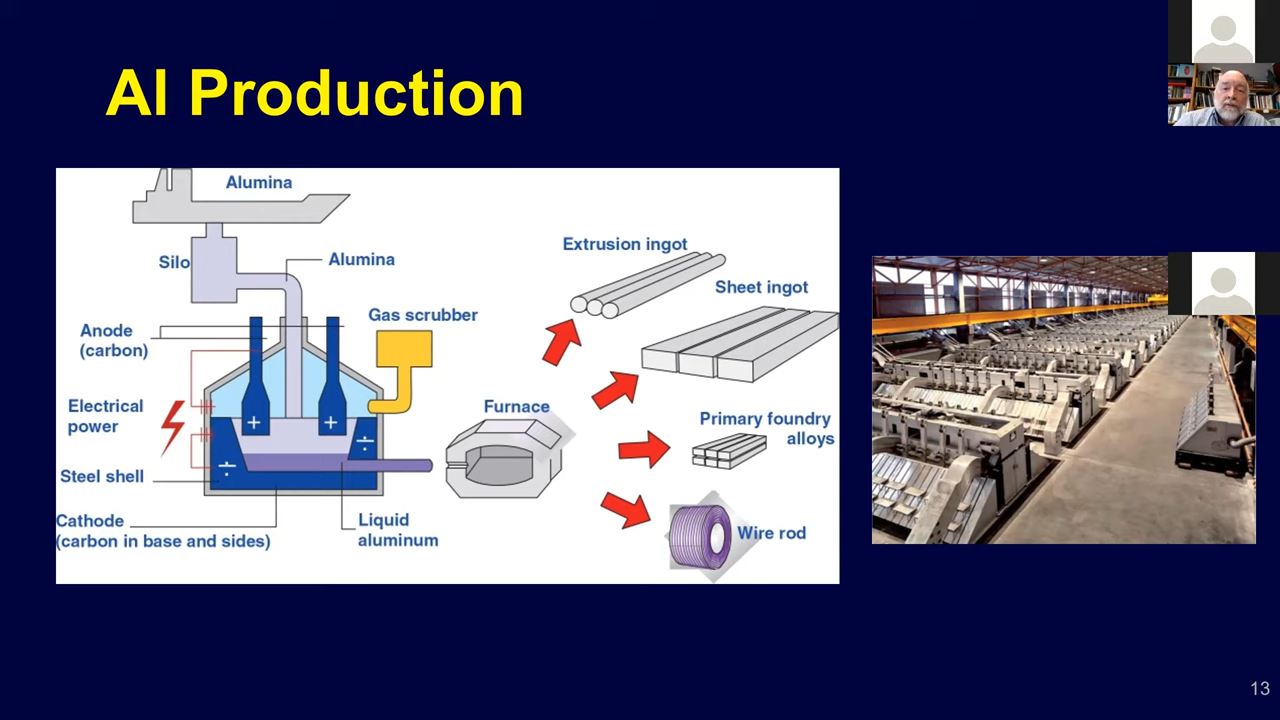 Al Production
Alumina
Silo
Alumina
Anode
(carbon)
Gas scrubber
Electrical
power
Steel shell
Cathode
(carbon in base and sides)
Liquid
aluminum
Furnace
Extrusion ingot
Sheet ingot
Primary foundry
alloys
Wire rod
13